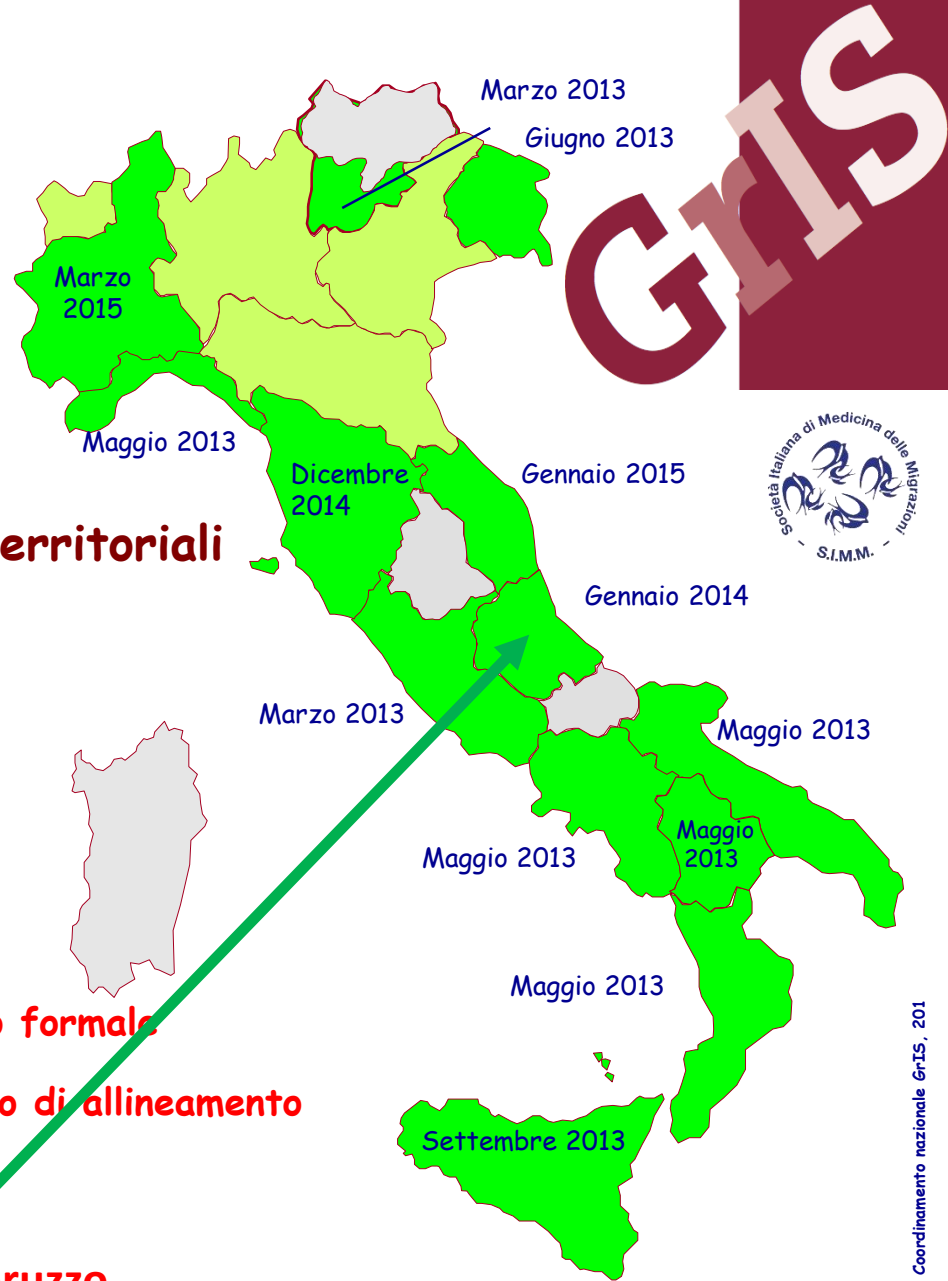 GrIS
Marzo 2013
Giugno 2013
Marzo
2015
Maggio 2013
Dicembre
2014
Gennaio 2015
Società Italiana di Medicina delle Migrazioni
- S.I.M.M. -
erritoriali
Gennaio 2014
Marzo 2013
Maggio 2013
Maggio 2013
Maggio
2013
Maggio 2013
o formale
o di allineamento
Settembre 2013
Coordinamento nazionale GrIS, 201
ruzzo